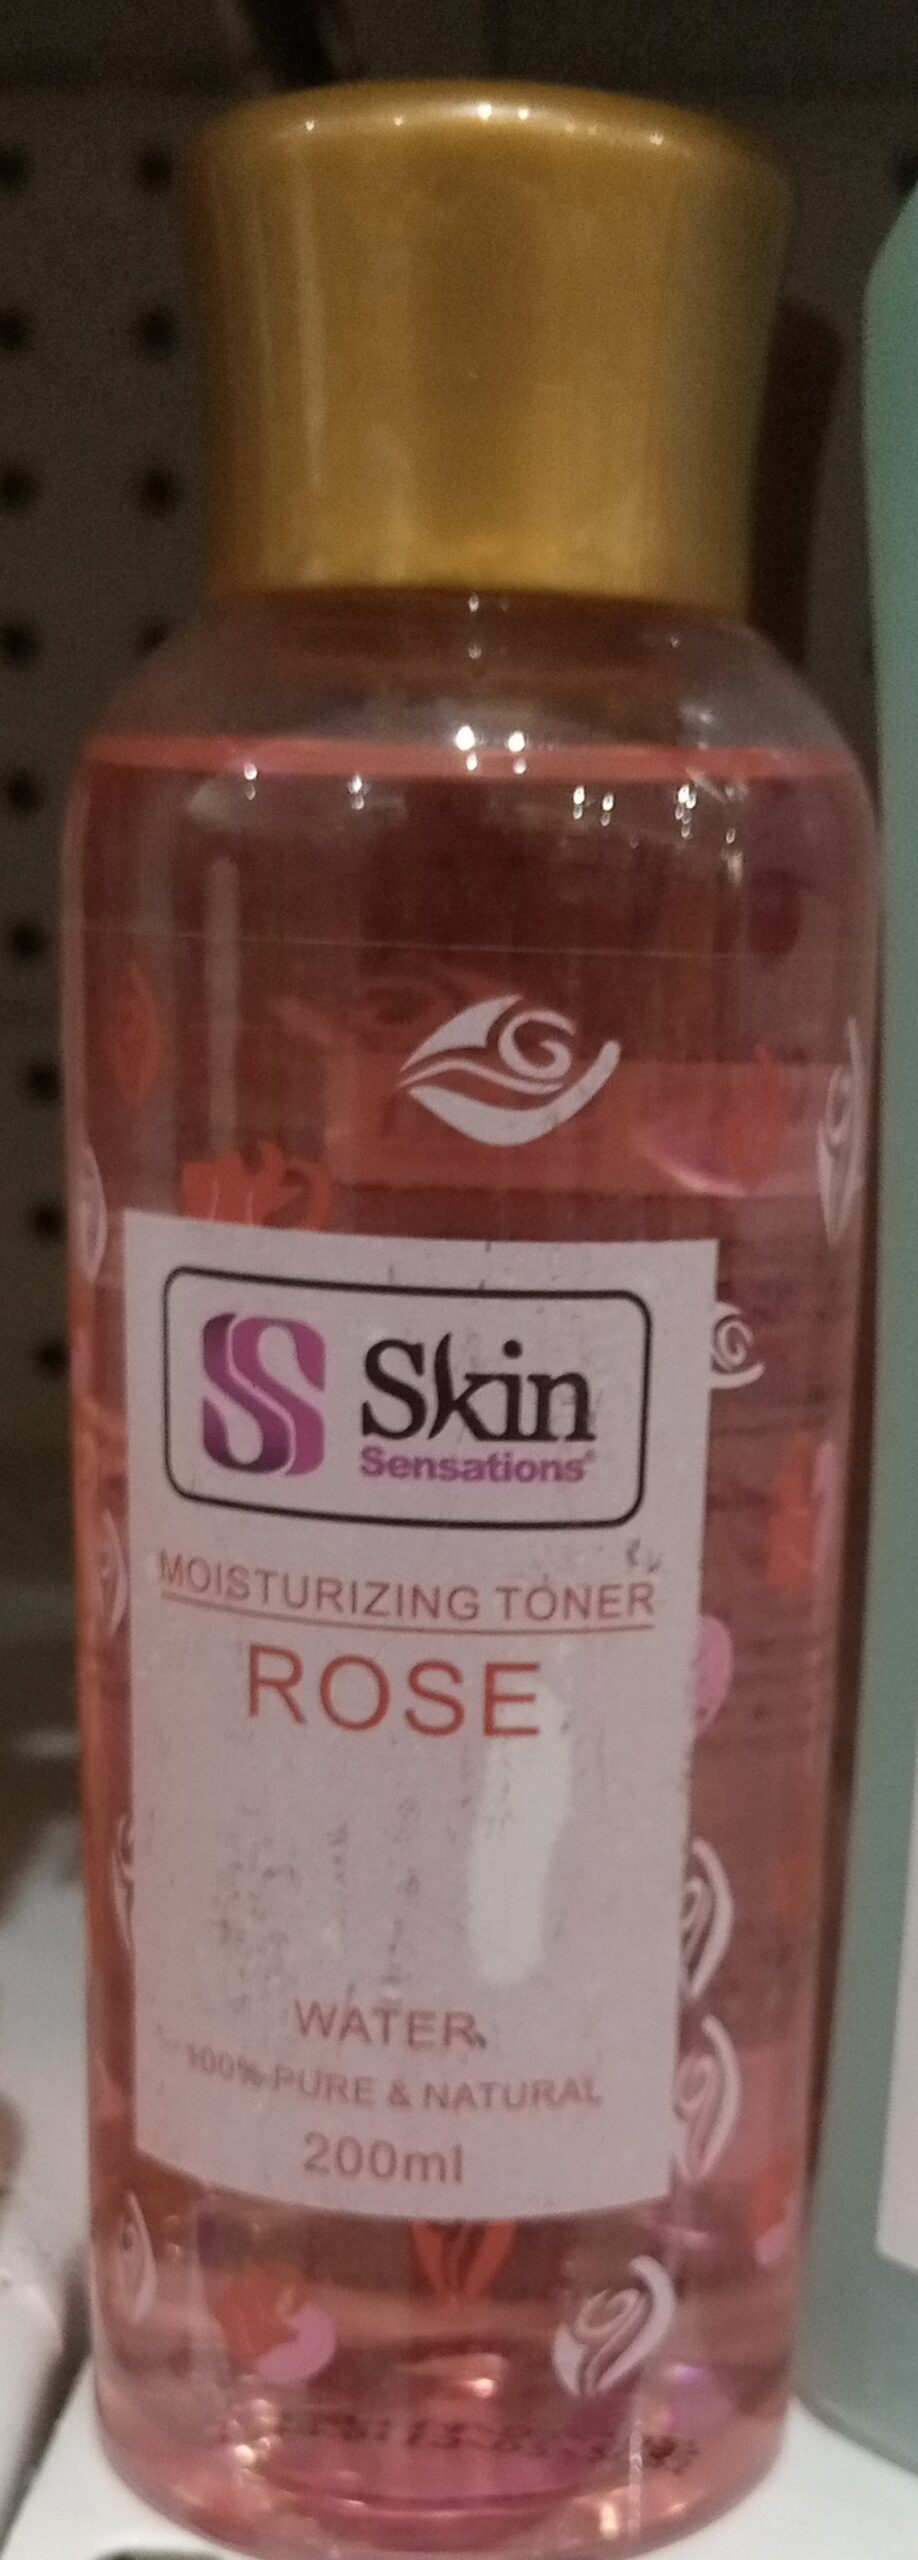 Skin
Sensations®
MOISTURIZING TONER
ROSE
WATER
100% PURE & NATURAL
200ml